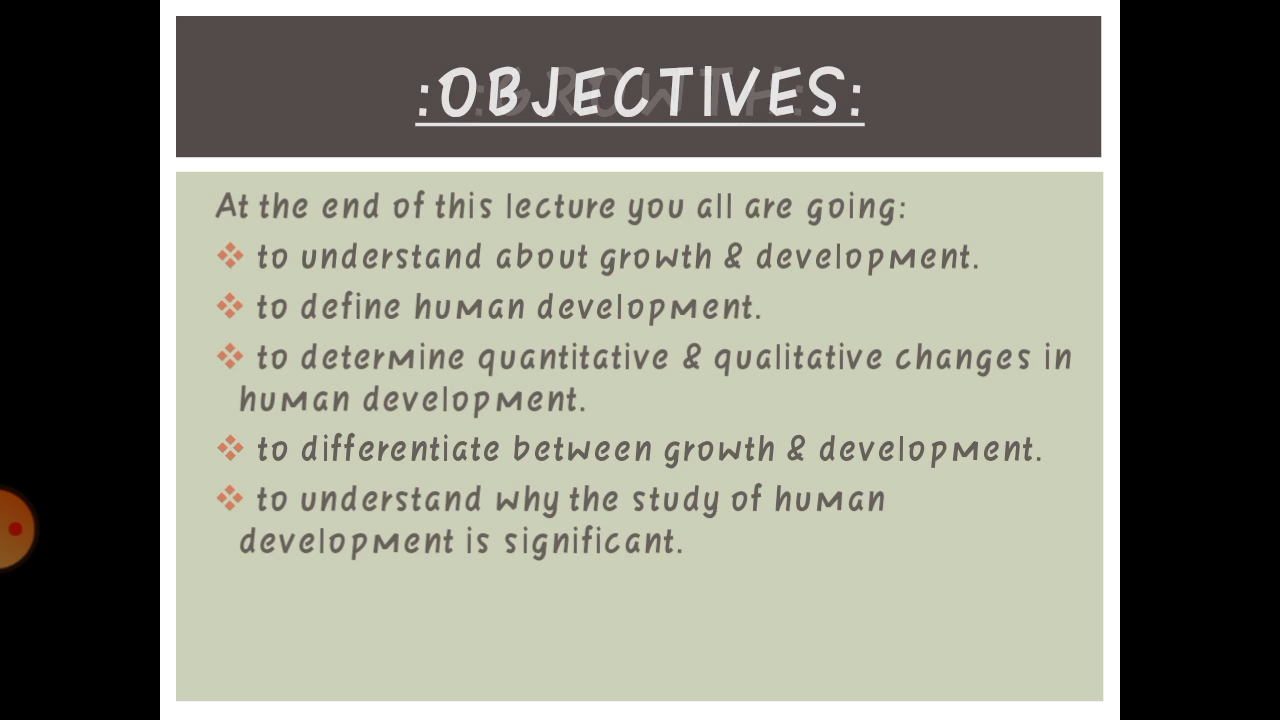 :OBJECTIVES:
:GROWTH:
At the end of this lecture you all are going:
to understand about growth & development.
to define human development.
to determine quantitative & qualitative changes in
human development.
to differentiate between growth & development.
to understand why the study of human
development is significant.